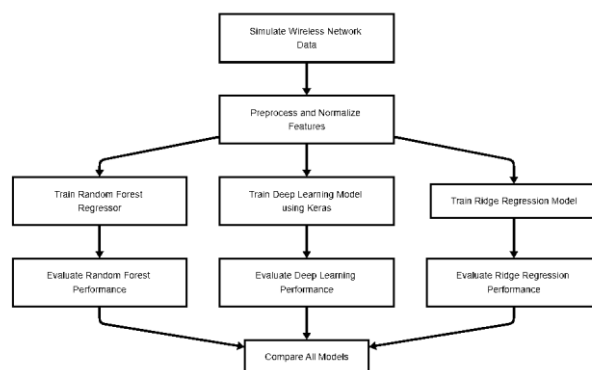 Simulate Wireless Network
Data
Preprocess and Normalize
Features
Train Random Forest
Regressor
Train Deep Learning Model
using Keras
Train Ridge Regression Model
Evaluate Random Forest
Performance
Evaluate Deep Learning
Performance
Evaluate Ridge Regression
Performance
Compare All Models